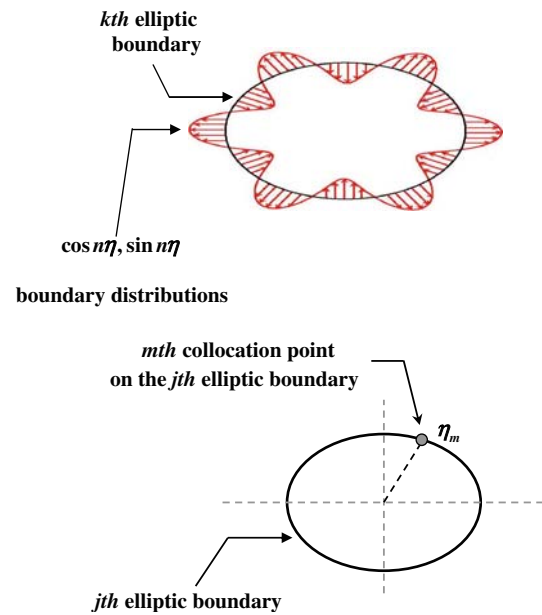 kth elliptic
boundary
cos nη, sin nη
boundary distributions
mth collocation point
on the jth elliptic boundary
ηm
jth elliptic boundary